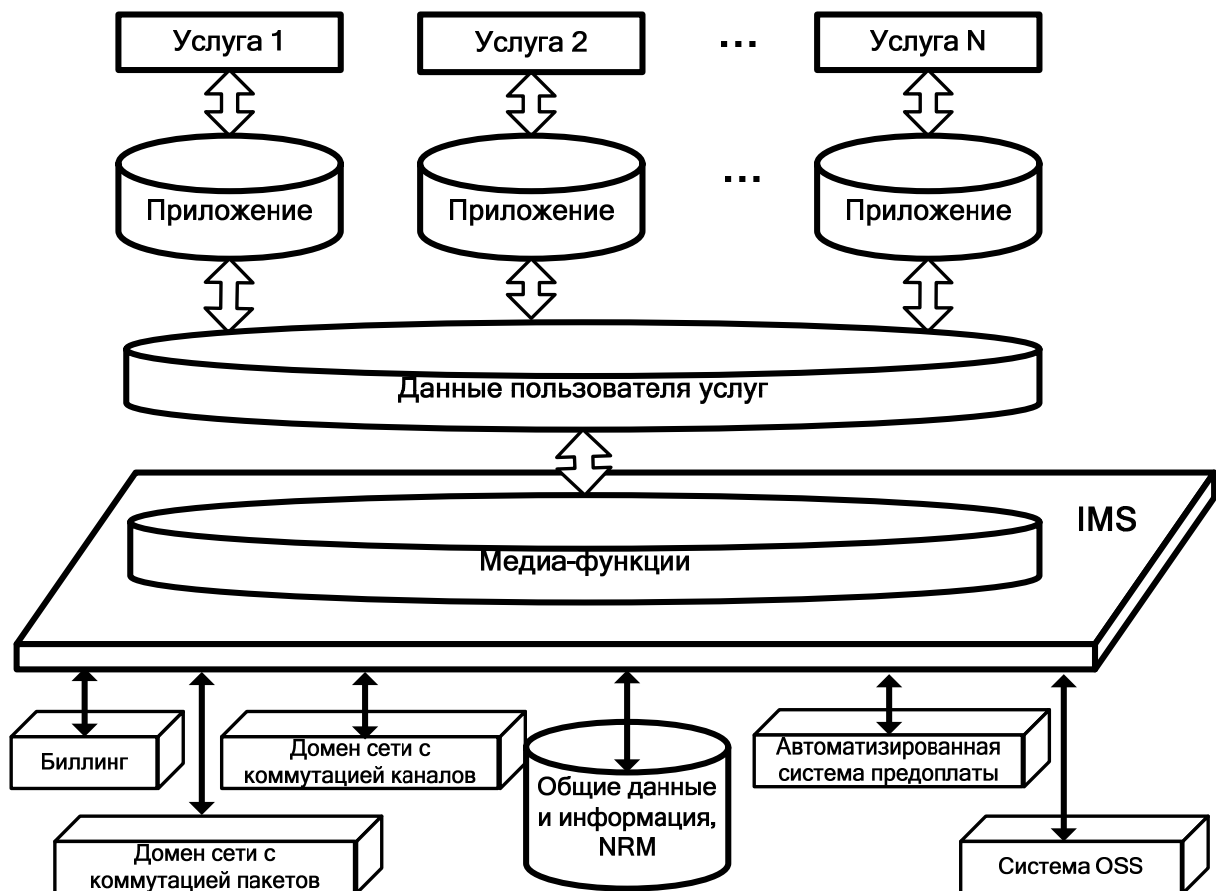 Услуга 1
Услуга 2
...
Услуга N
Приложение
Приложение
...
Приложение
Данные пользователя услуг
IMS
Медиа-функции
Биллинг
Домен сети с
коммутацией каналов
Общие данные
и информация,
NRM
Автоматизированная
система предоплаты
Домен сети с
коммутацией пакетов
Система OSS